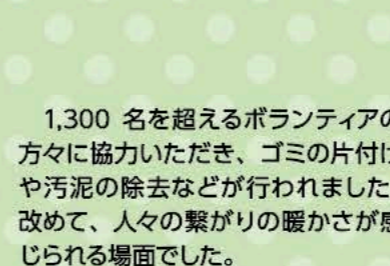 1,300 名を超えるボランティアの
方々に協力いただき、ゴミの片付け
や汚泥の除去などが行われました
改めて、人々の繋がりの暖かさが感
じられる場面でした。